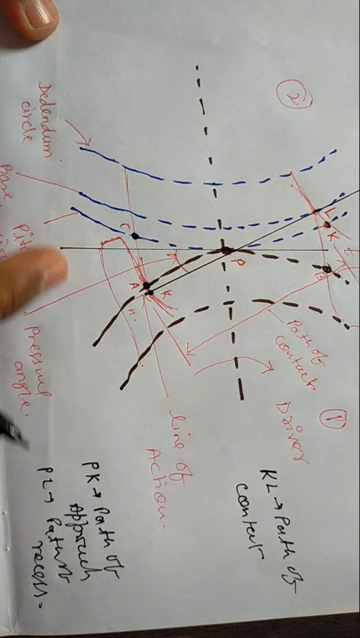 2
Dedendum
circle
C
P
A
K
K
L
B
Path of
contact
Driver
1
Pressure
angle.
line of
Action.
KL → Path of
contact
PK → Path of
Approach
PL → Path of
recess.